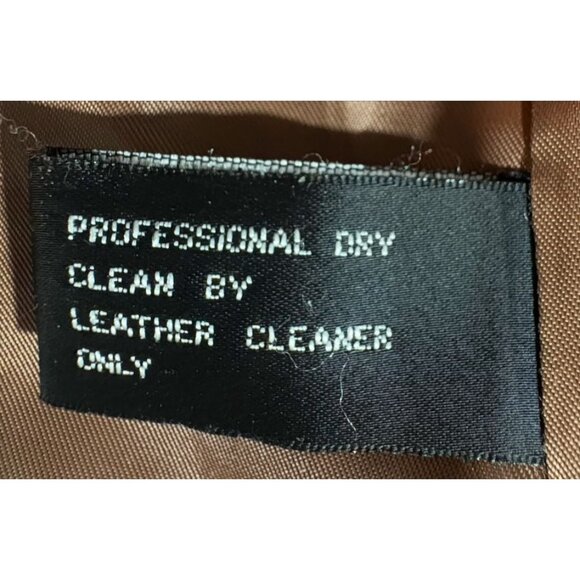 PROFESSIONAL DRY
CLEAN BY
LEATHER CLEANER
ONLY